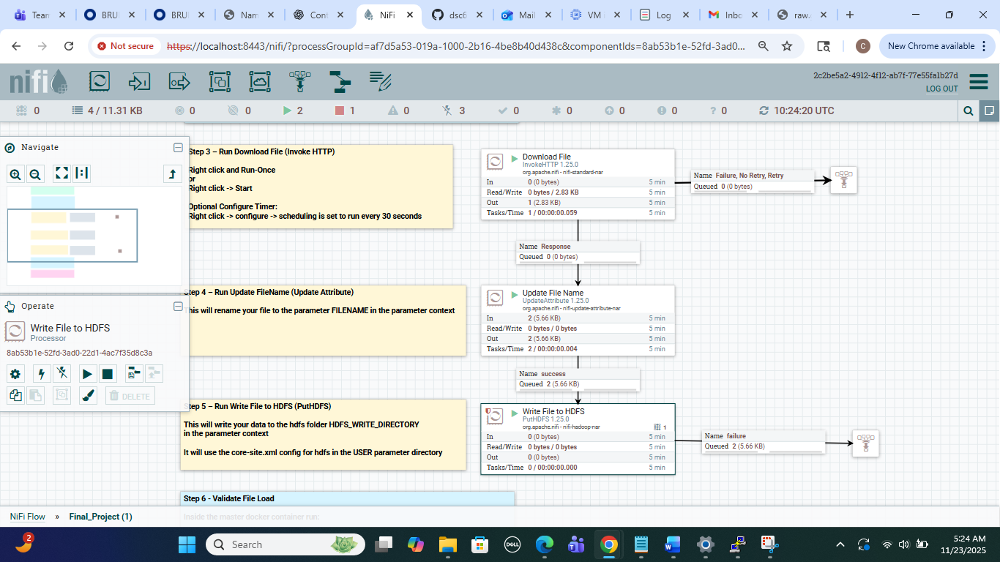 Team
BRU
BRU
Nam
Cont
NiFi
dsc6
Mail
VM i
Log
Inbo
raw.
Not secure
https://localhost:8443/nifi/?processGroupId=af7d5a53-019a-1000-2b16-4be8b40d438c&componentIds=8ab53b1e-52fd-3ad0...
C
New Chrome available
nifi
2c2be5a2-4912-4f12-ab7f-77e55fa1b27d
LOG OUT
0
4 / 11.31 KB
0
0
2
1
0
3
0
0
0
0
? 0
10:24:20 UTC
Navigate
Operate
Write File to HDFS
Processor
8ab53b1e-52fd-3ad0-22d1-4ac7f35d8c3a
DELETE
Step 3 – Run Download File (Invoke HTTP)
Right click and Run-Once
or
Right click -> Start
Optional Configure Timer:
Right click -> configure -> scheduling is set to run every 30 seconds
Download File
InvokeHTTP 1.25.0
org.apache.nifi - nifi-standard-nar
In 0 (0 bytes) 5 min
Read/Write 0 bytes / 2.83 KB 5 min
Out 1 (2.83 KB) 5 min
Tasks/Time 1 / 00:00:00.059 5 min
Name Failure, No Retry, Retry
Queued 0 (0 bytes)
Name Response
Queued 0 (0 bytes)
Step 4 – Run Update FileName (Update Attribute)
This will rename your file to the parameter FILENAME in the parameter context
Update File Name
UpdateAttribute 1.25.0
org.apache.nifi - nifi-update-attribute-nar
In 2 (5.66 KB) 5 min
Read/Write 0 bytes / 0 bytes 5 min
Out 2 (5.66 KB) 5 min
Tasks/Time 2 / 00:00:00.004 5 min
Name success
Queued 2 (5.66 KB)
Step 5 – Run Write File to HDFS (PutHDFS)
This will write your data to the hdfs folder HDFS_WRITE_DIRECTORY
in the parameter context
It will use the core-site.xml config for hdfs in the USER parameter directory
Write File to HDFS
PutHDFS 1.25.0
org.apache.nifi - nifi-hadoop-nar
1
In 0 (0 bytes) 5 min
Read/Write 0 bytes / 0 bytes 5 min
Out 0 (0 bytes) 5 min
Tasks/Time 0 / 00:00:00.000 5 min
Name failure
Queued 2 (5.66 KB)
Step 6 - Validate File Load
Inside the master docker container run:
NiFi Flow » Final_Project (1)
2
Search
DELL
5:24 AM
11/23/2025